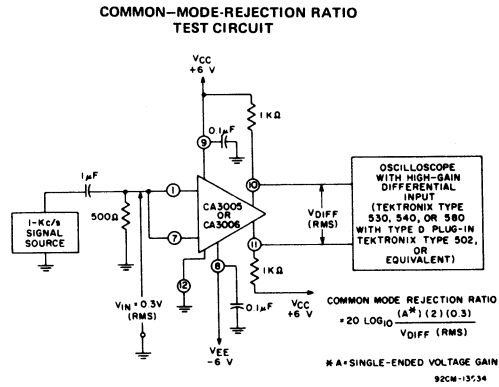 COMMON-MODE-REJECTION RATIO
TEST CIRCUIT
VCC
+6 V
0.1μF
1KΩ
9
1μF
1
10
CA3005
OR
CA3006
OSCILLOSCOPE
WITH HIGH-GAIN
DIFFERENTIAL
INPUT
(TEKTRONIX TYPE
530, 540, OR 580
WITH TYPE D PLUG-IN
TEKTRONIX TYPE 502,
OR
EQUIVALENT)
1-Kc/s
SIGNAL
SOURCE
500Ω
7
11
VDIFF
(RMS)
12
8
1KΩ
VIN = 0.3V
(RMS)
0.1μF
VCC
+6 V
VEE
-6 V
COMMON MODE REJECTION RATIO
= 20 LOG10 (A*)(2)(0.3)
VDIFF (RMS)
* A = SINGLE-ENDED VOLTAGE GAIN